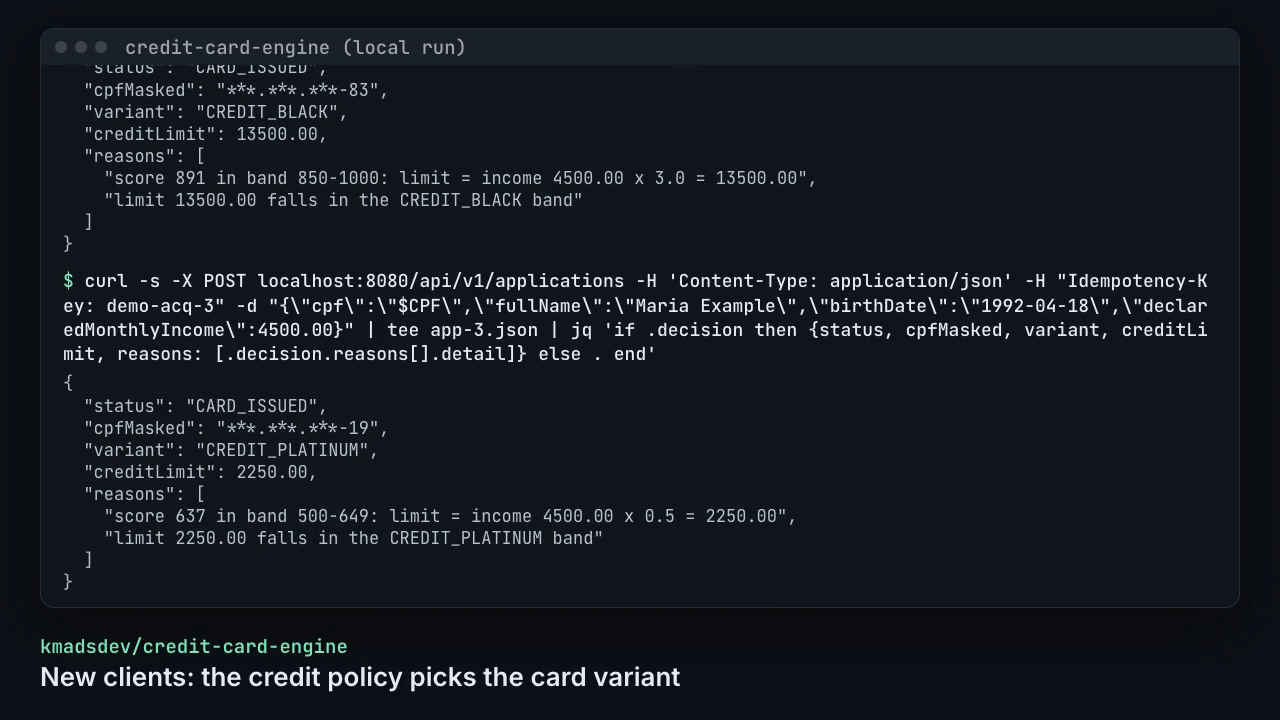 credit-card-engine (local run)
"status": "CARD_ISSUED",
"cpfMasked": "***.***.***-83",
"variant": "CREDIT_BLACK",
"creditLimit": 13500.00,
"reasons": [
"score 891 in band 850-1000: limit = income 4500.00 x 3.0 = 13500.00",
"limit 13500.00 falls in the CREDIT_BLACK band"
]
}
$ curl -s -X POST localhost:8080/api/v1/applications -H 'Content-Type: application/json' -H "Idempotency-K
ey: demo-acq-3" -d "{\"cpf\":\"$CPF\",\"fullName\":\"Maria Example\",\"birthDate\":\"1992-04-18\",\"declar
edMonthlyIncome\":4500.00}" | tee app-3.json | jq 'if .decision then {status, cpfMasked, variant, creditLi
mit, reasons: [.decision.reasons[].detail]} else . end'
{
"status": "CARD_ISSUED",
"cpfMasked": "***.***.***-19",
"variant": "CREDIT_PLATINUM",
"creditLimit": 2250.00,
"reasons": [
"score 637 in band 500-649: limit = income 4500.00 x 0.5 = 2250.00",
"limit 2250.00 falls in the CREDIT_PLATINUM band"
]
}
kmadsdev/credit-card-engine
New clients: the credit policy picks the card variant